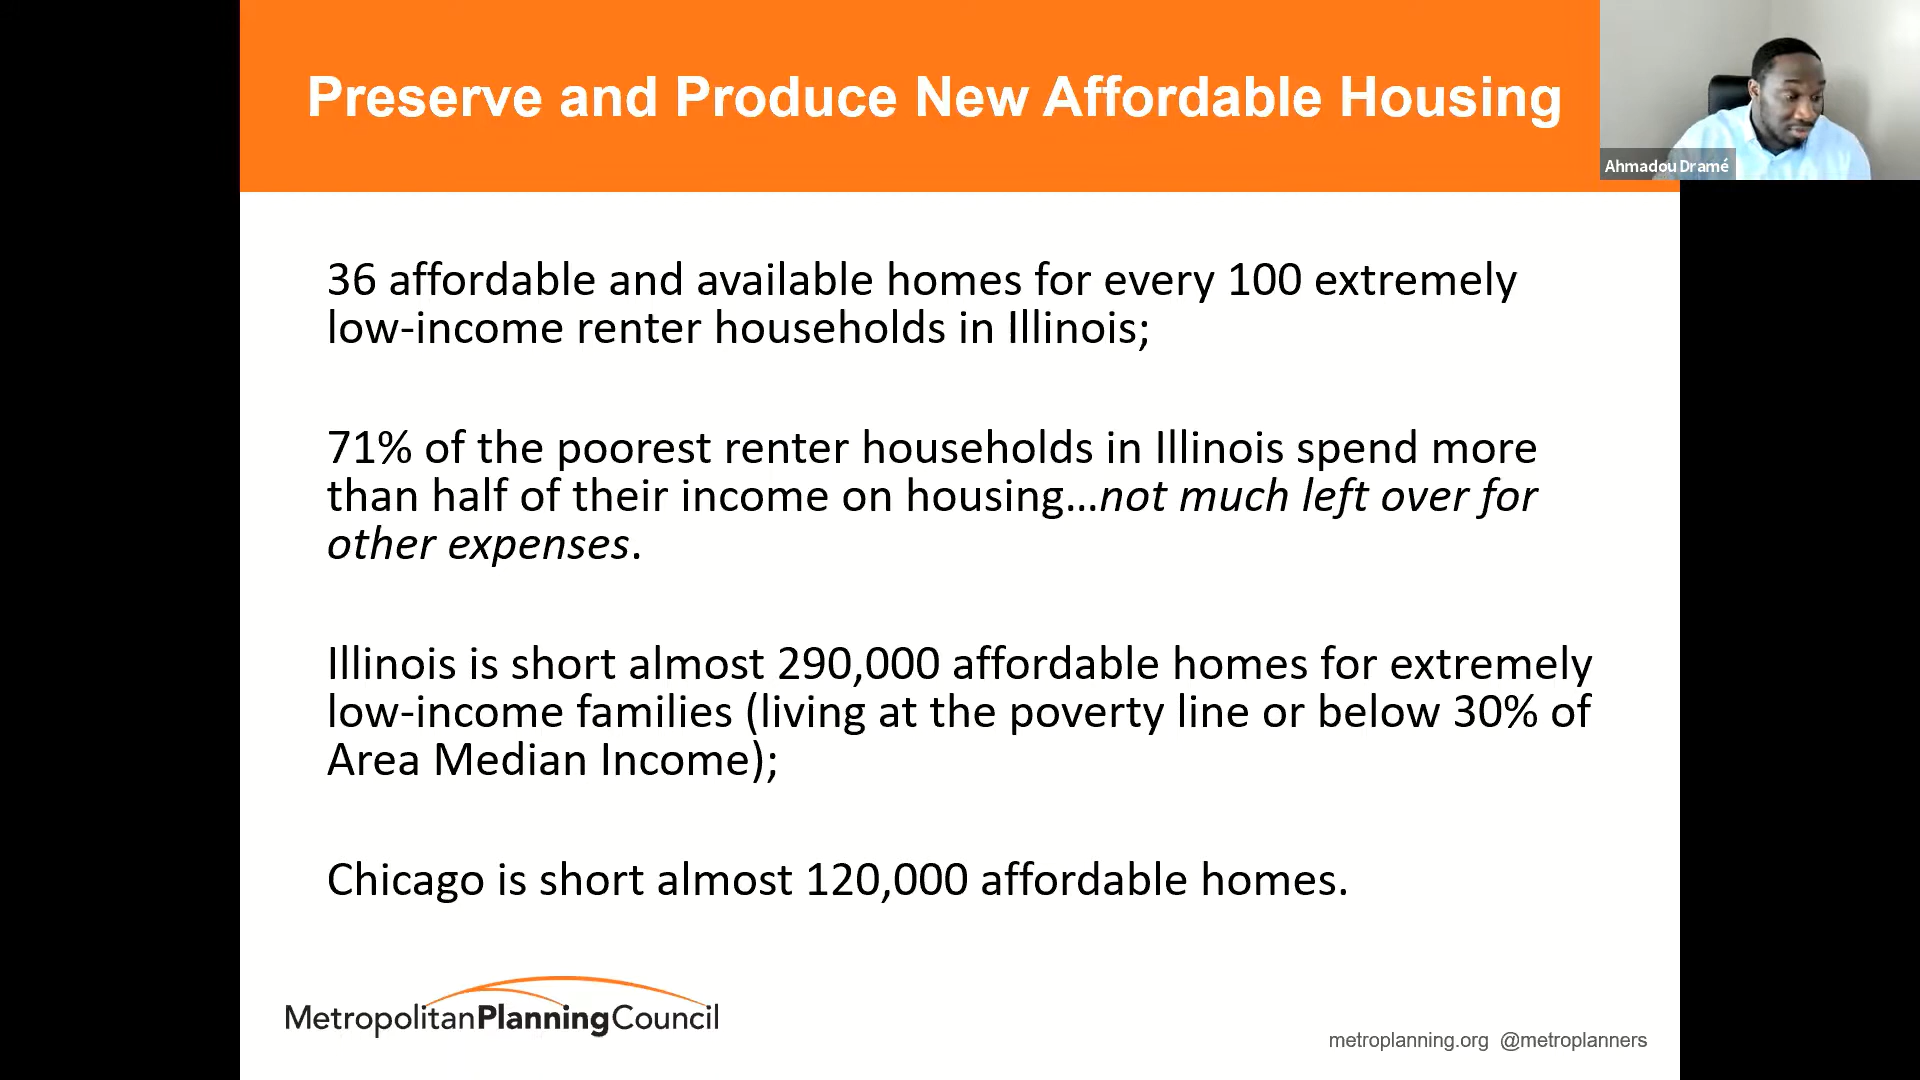 Preserve and Produce New Affordable Housing
Ahmadou Dramé
36 affordable and available homes for every 100 extremely
low-income renter households in Illinois;
71% of the poorest renter households in Illinois spend more
than half of their income on housing...not much left over for
other expenses.
Illinois is short almost 290,000 affordable homes for extremely
low-income families (living at the poverty line or below 30% of
Area Median Income);
Chicago is short almost 120,000 affordable homes.
MetropolitanPlanningCouncil
metroplanning.org @metroplanners